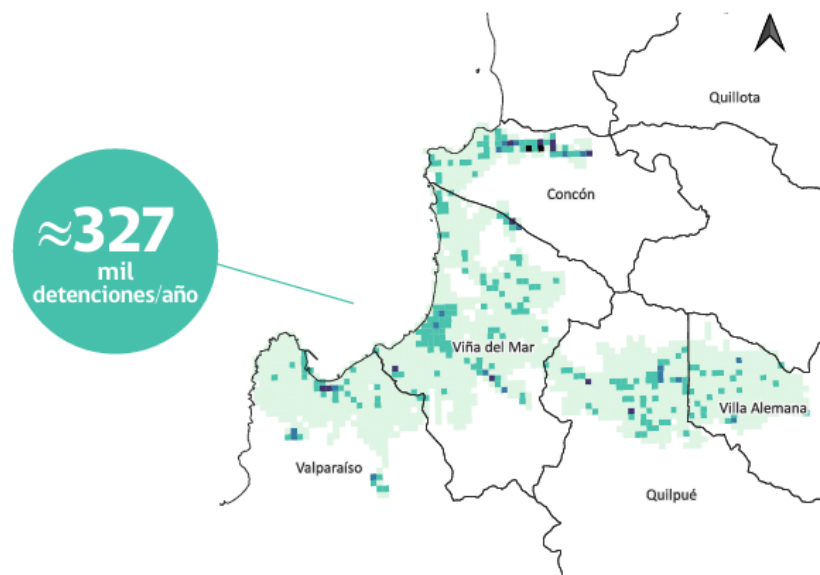 ≈327
mil
detenciones/año
Quillota
Concón
Viña del Mar
Villa Alemana
Valparaíso
Quilpué